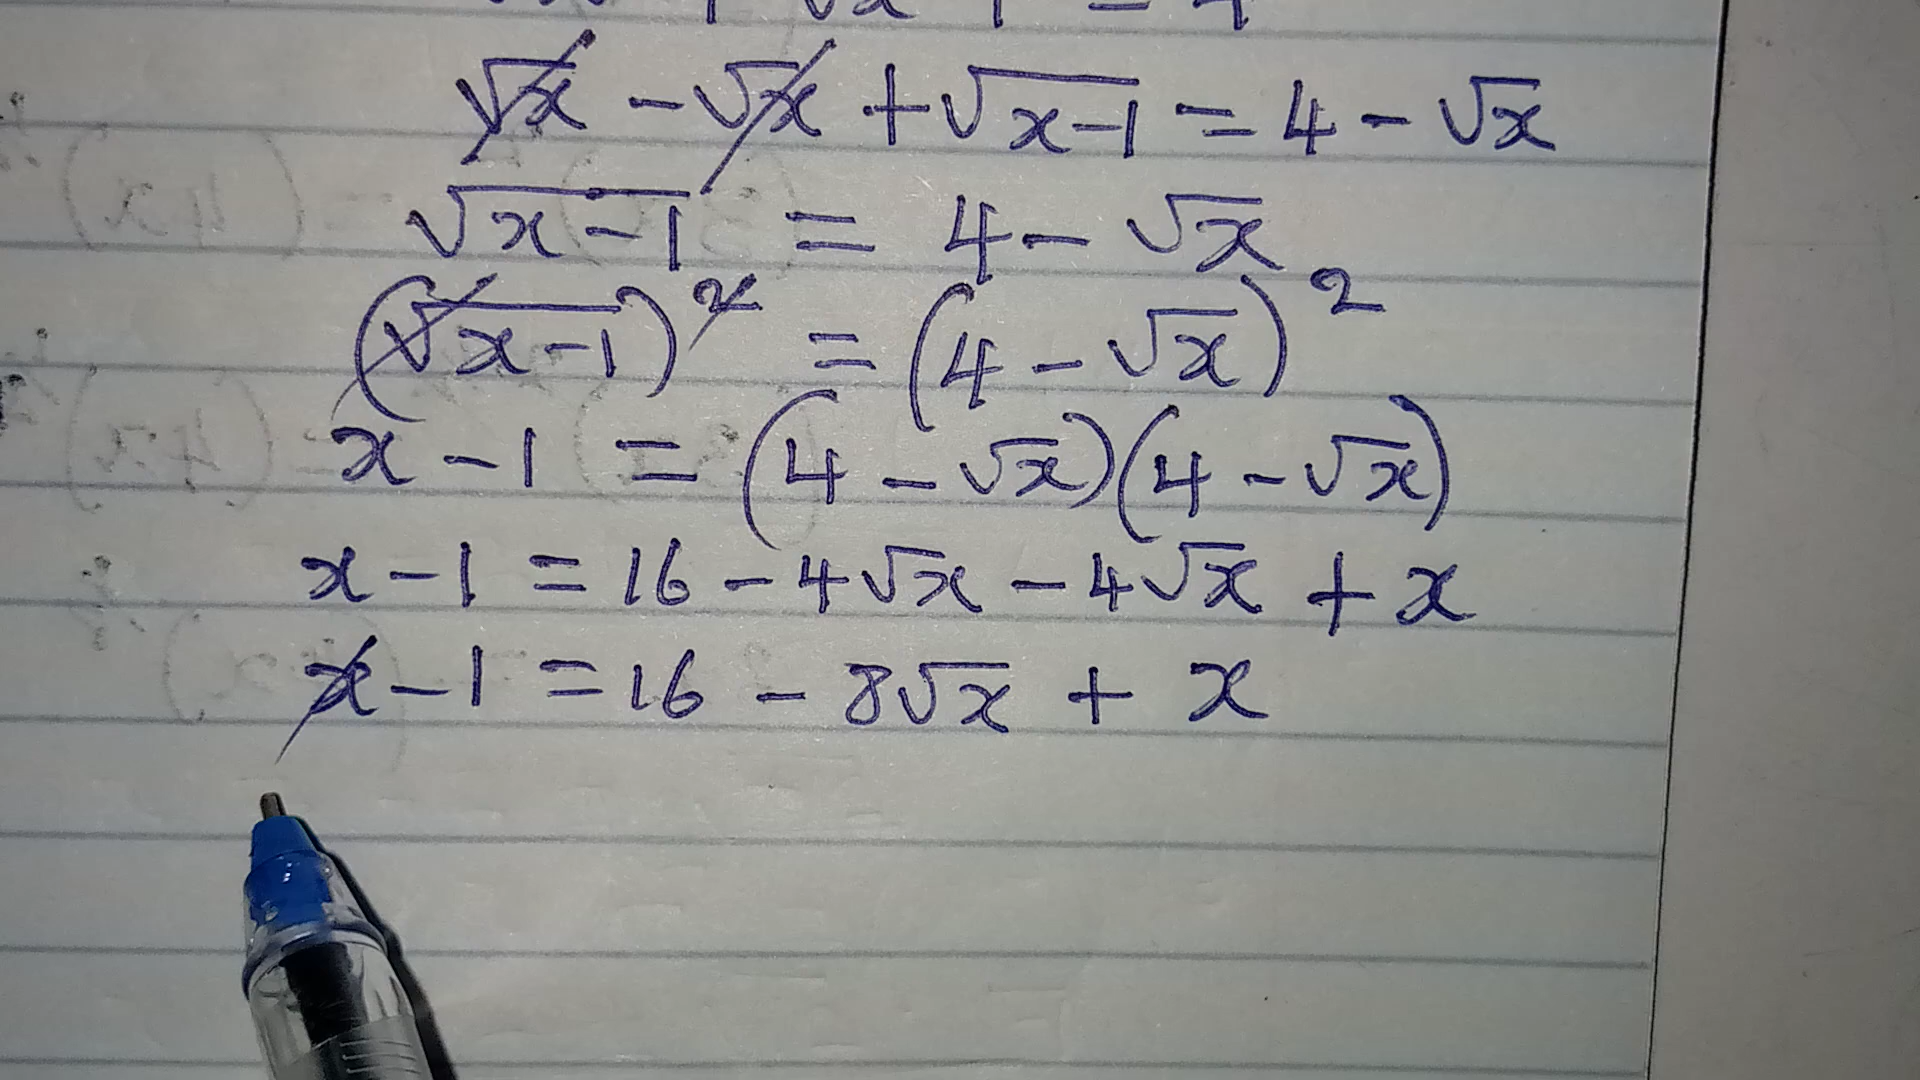 √x - √x + √x-1 = 4 - √x
√x-1 = 4 - √x
(√x-1)² = (4 - √x)²
x - 1 = (4 - √x)(4 - √x)
x - 1 = 16 - 4√x - 4√x + x
x - 1 = 16 - 8√x + x